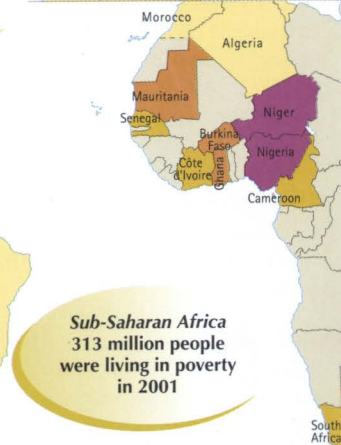 Morocco
Algeria
Mauritania
Niger
Senegal
Burkina
Faso
Nigeria
Côte
d'Ivoire
Ghana
Cameroon
Sub-Saharan Africa
313 million people
were living in poverty
in 2001
South
Africa